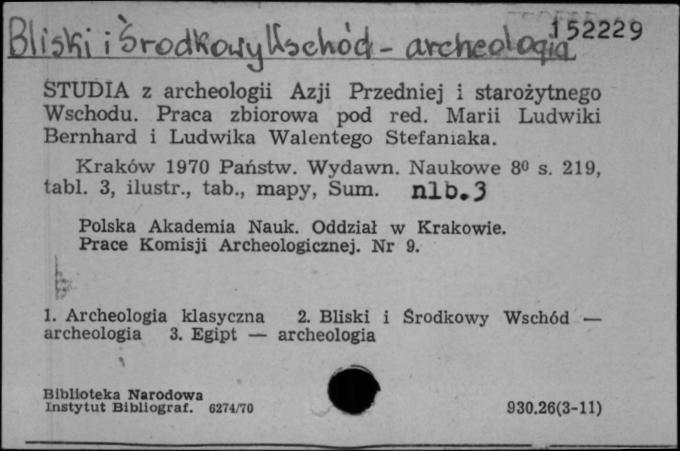 152229
Bliski i Środkowy Wschód - archeologia
STUDIA z archeologii Azji Przedniej i starożytnego
Wschodu. Praca zbiorowa pod red. Marii Ludwiki
Bernhard i Ludwika Walentego Stefaniaka.
Kraków 1970 Państw. Wydawn. Naukowe 8⁰ s. 219,
tabl. 3, ilustr., tab., mapy, Sum. nlb.3
Polska Akademia Nauk. Oddział w Krakowie.
Prace Komisji Archeologicznej. Nr 9.
1. Archeologia klasyczna 2. Bliski i Środkowy Wschód —
archeologia 3. Egipt — archeologia
Biblioteka Narodowa
Instytut Bibliograf. 6274/70
930.26(3-11)